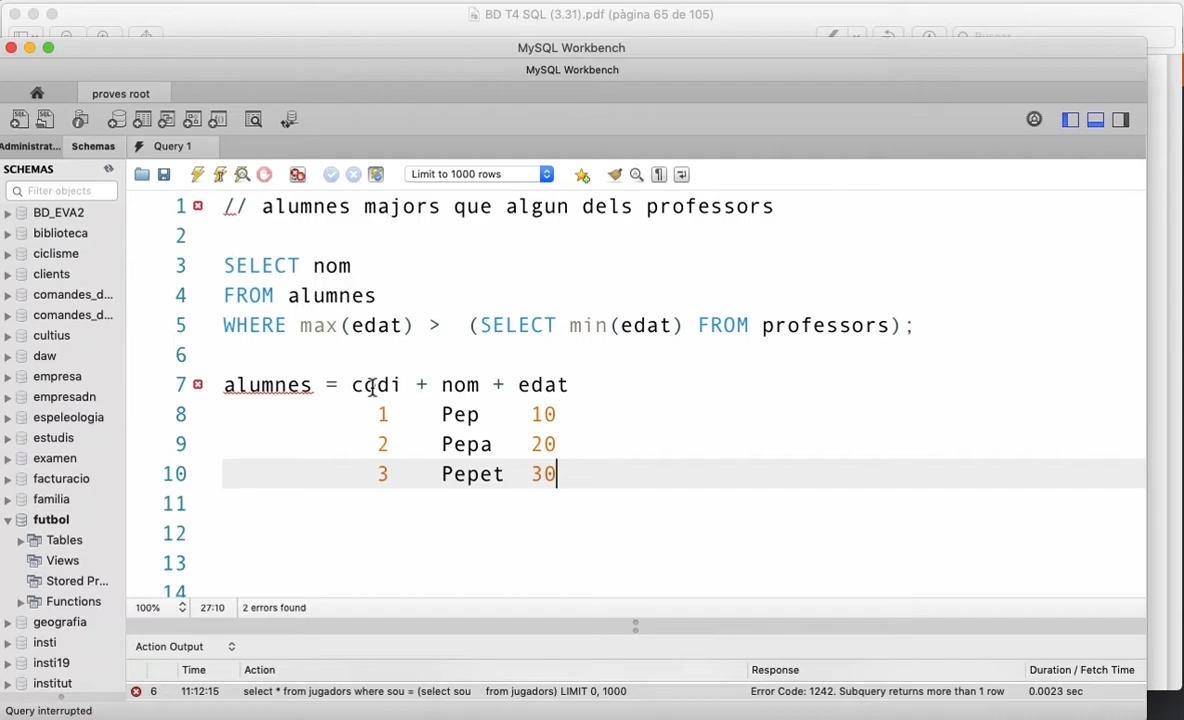 BD T4 SQL (3.31).pdf (pàgina 65 de 105)
Buscar
MySQL Workbench
MySQL Workbench
proves root
Administrat... Schemas Query 1
SCHEMAS Limit to 1000 rows
Filter objects
BD_EVA2
biblioteca
ciclisme
clients
comandes_d...
comandes_d...
cultius
daw
empresa
empresadn
espeleologia
estudis
examen
facturacio
familia
futbol
Tables
Views
Stored Pr...
Functions
geografia
insti
insti19
institut
1 // alumnes majors que algun dels professors
2
3 SELECT nom
4 FROM alumnes
5 WHERE max(edat) > (SELECT min(edat) FROM professors);
6
7 alumnes = codi + nom + edat
8 1 Pep 10
9 2 Pepa 20
10 3 Pepet 30
11
12
13
14
100% 27:10 2 errors found
Action Output
Time Action Response Duration / Fetch Time
6 11:12:15 select * from jugadors where sou = (select sou from jugadors) LIMIT 0, 1000 Error Code: 1242. Subquery returns more than 1 row 0.0023 sec
Query interrupted